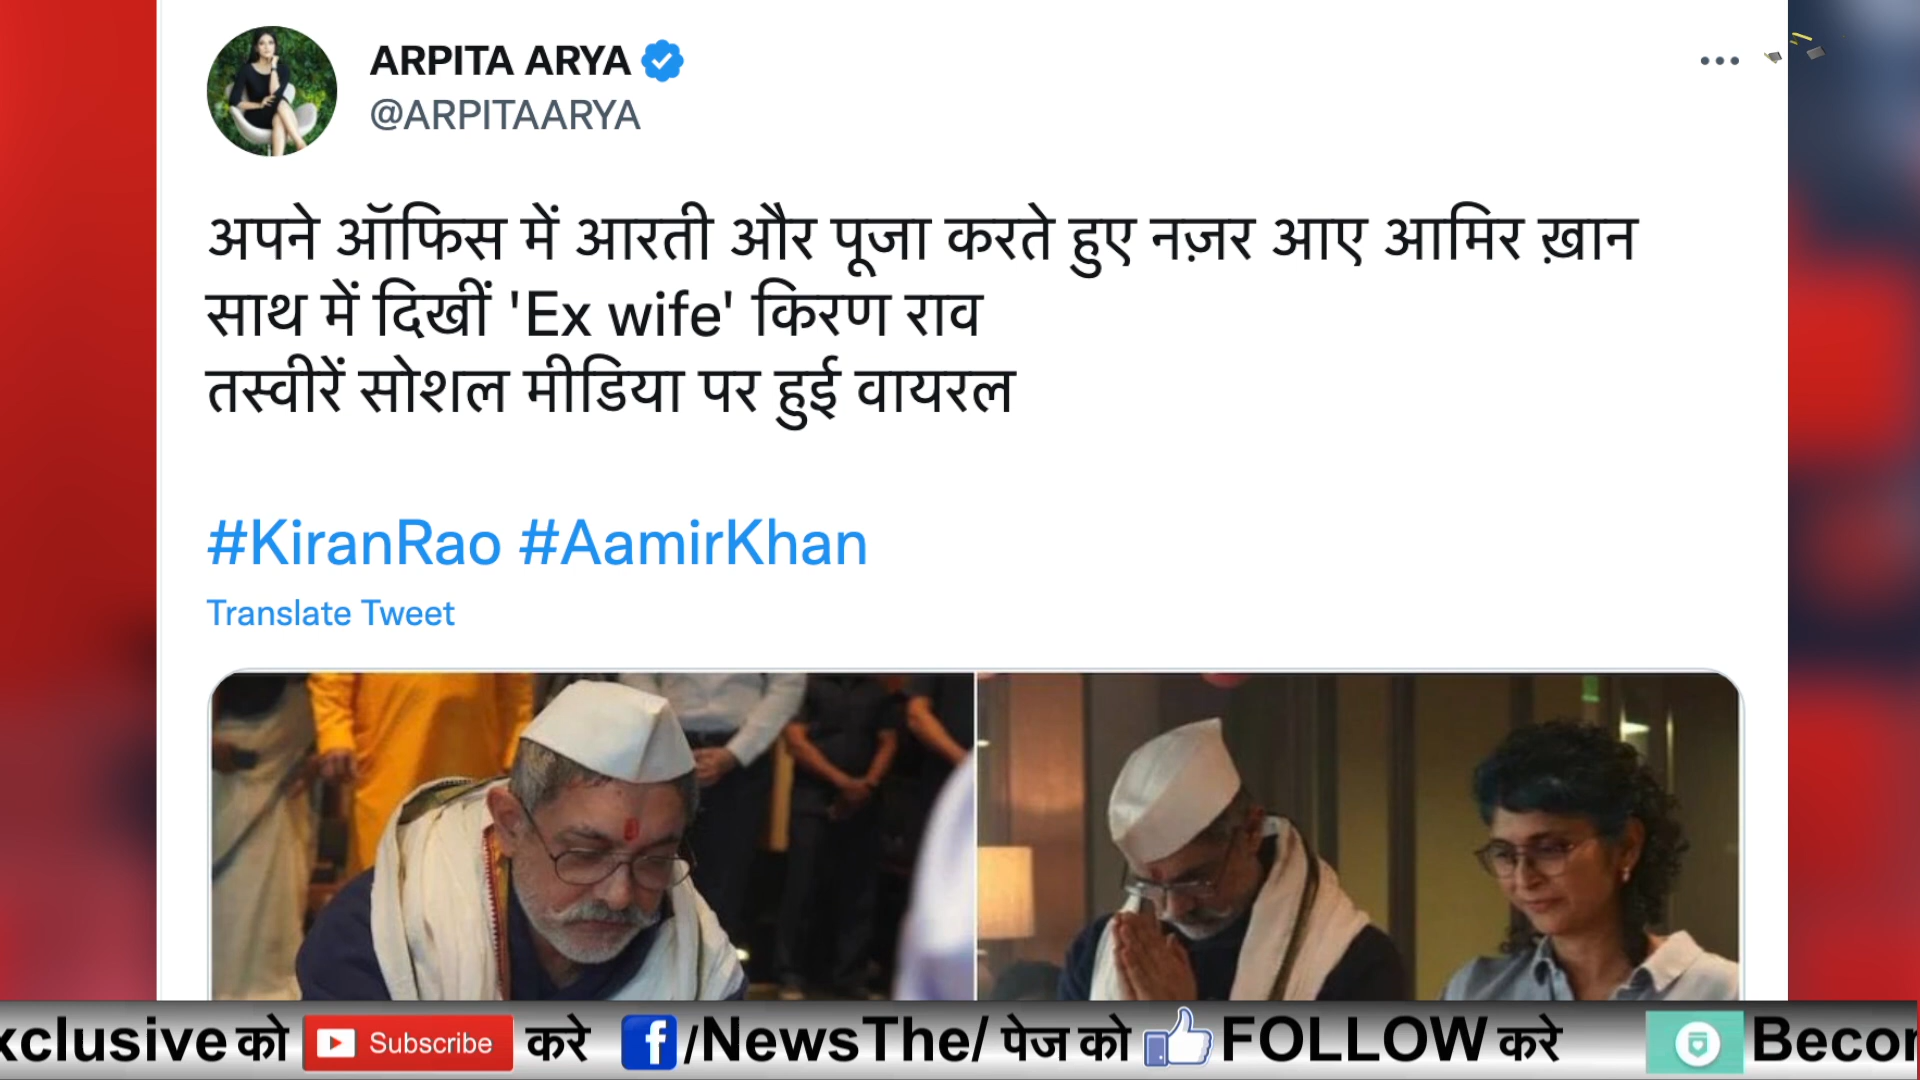 ARPITA ARYA
@ARPITAARYA
अपने ऑफिस में आरती और पूजा करते हुए नज़र आए आमिर ख़ान
साथ में दिखीं 'Ex wife' किरण राव
तस्वीरें सोशल मीडिया पर हुई वायरल
#KiranRao #AamirKhan
Translate Tweet
xclusive को Subscribe करे f/NewsThe/ पेज को FOLLOW करे Becor